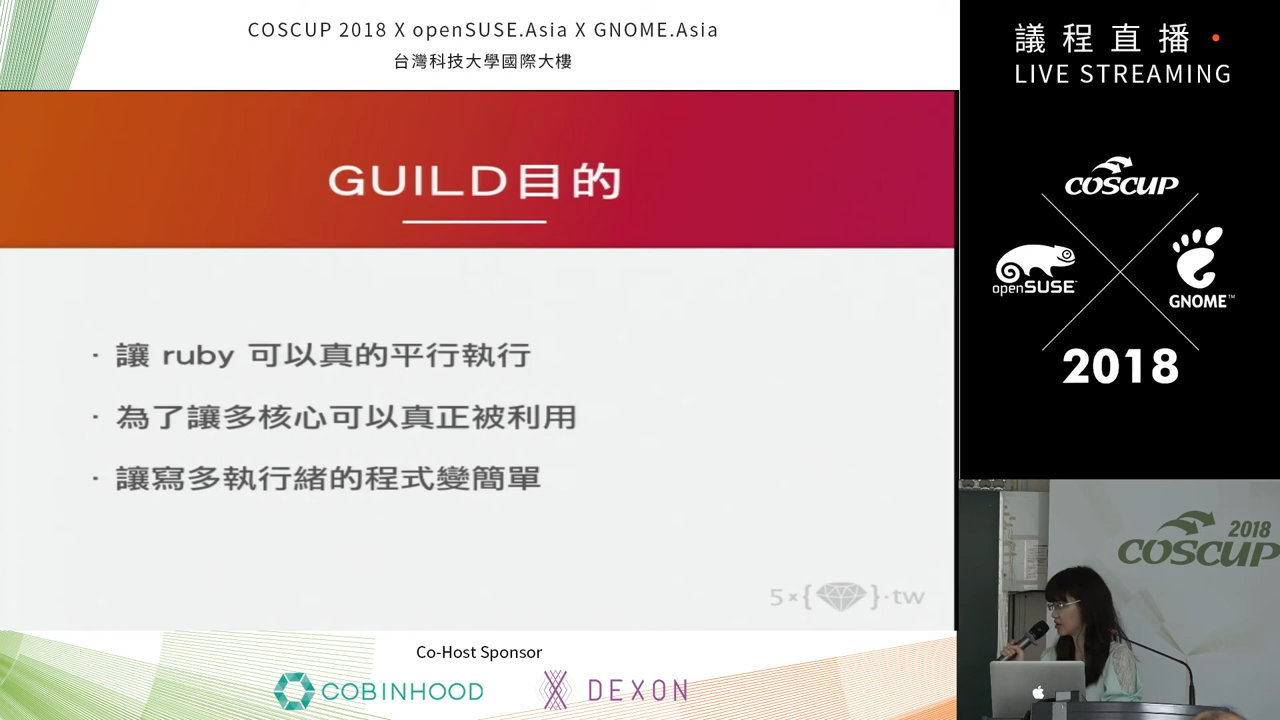 COSCUP 2018 X openSUSE.Asia X GNOME.Asia
台灣科技大學國際大樓
議程直播
LIVE STREAMING
GUILD目的
· 讓 ruby 可以真的平行執行
· 為了讓多核心可以真正被利用
· 讓寫多執行緒的程式變簡單
5×{ }·tw
COSCUP
openSUSE
GNOME™
2018
2018
COSCUP
Co-Host Sponsor
COBINHOOD
DEXON